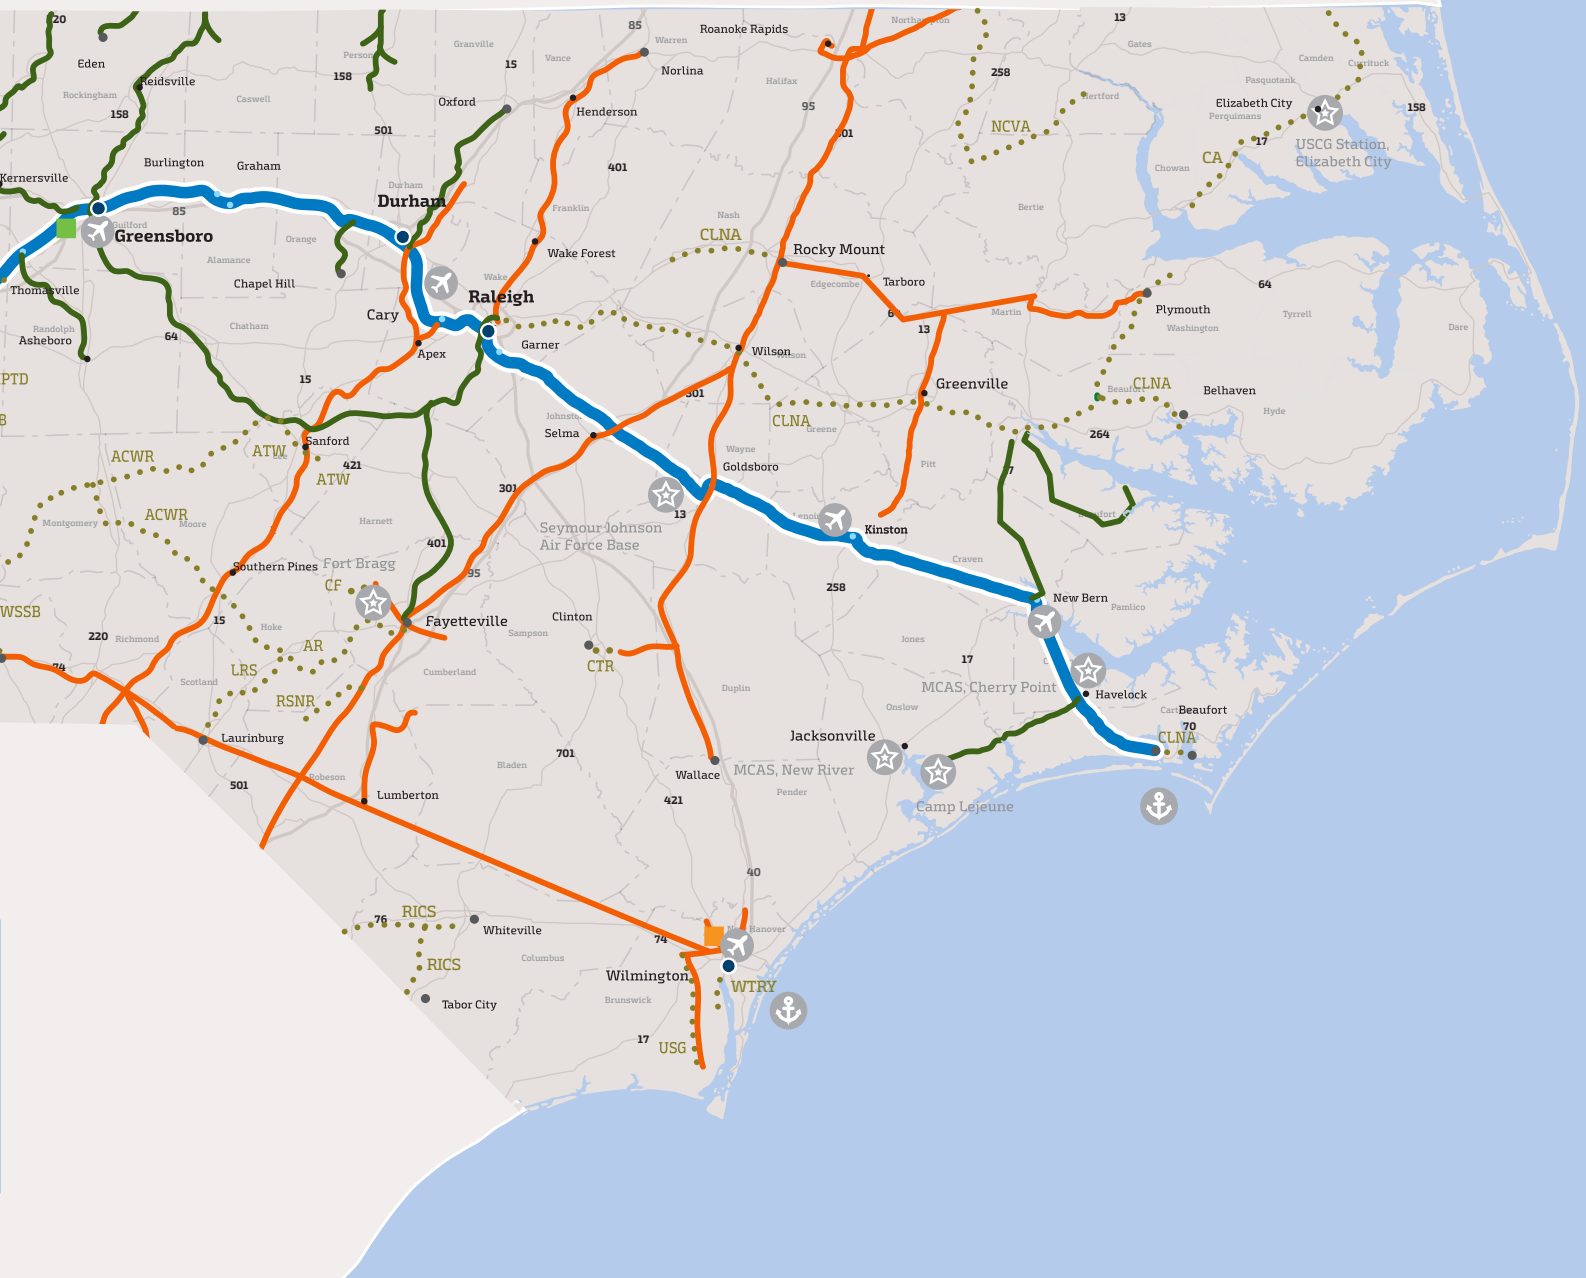 20
85
Roanoke Rapids
Northampton
13
Granville
Warren
Gates
Camden
Currituck
Eden
Person
Vance
15
Norlina
258
Reidsville
158
Halifax
Pasquotank
Rockingham
Caswell
Oxford
Henderson
95
Hertford
Elizabeth City
158
158
501
301
NCVA
Perquimans
17
USCG Station,
Elizabeth City
Burlington
Graham
401
CA
Chowan
Kernersville
Durham
85
Durham
Franklin
Nash
Bertie
Guilford
Greensboro
Orange
CLNA
Rocky Mount
Alamance
Wake Forest
Wake
Edgecombe
Tarboro
64
Thomasville
Chapel Hill
Raleigh
Cary
Martin
Plymouth
Tyrrell
Randolph
Asheboro
Chatham
64
13
Washington
Dare
Apex
Garner
Wilson
Wilson
PTD
15
301
Greenville
Beaufort
CLNA
Belhaven
B
Johnston
CLNA
Greene
Hyde
Selma
264
Sanford
Lee
ATW
ACWR
421
ATW
Wayne
Goldsboro
Pitt
17
301
Montgomery
ACWR
Moore
Harnett
13
Lenoir
Beaufort
Seymour Johnson
Air Force Base
Kinston
401
Fort Bragg
Southern Pines
95
Craven
CF
258
New Bern
WSSB
15
Clinton
Pamlico
220
Richmond
Hoke
Fayetteville
Sampson
Jones
AR
74
LRS
CTR
17
Cumberland
Scotland
RSNR
Duplin
MCAS, Cherry Point
Havelock
Onslow
Carteret
Beaufort
70
Laurinburg
Jacksonville
CLNA
701
Bladen
Wallace
MCAS, New River
501
Robeson
Pender
Lumberton
421
Camp Lejeune
40
RICS
76
Whiteville
74
New Hanover
RICS
Columbus
Wilmington
WTRY
Tabor City
Brunswick
17
USG